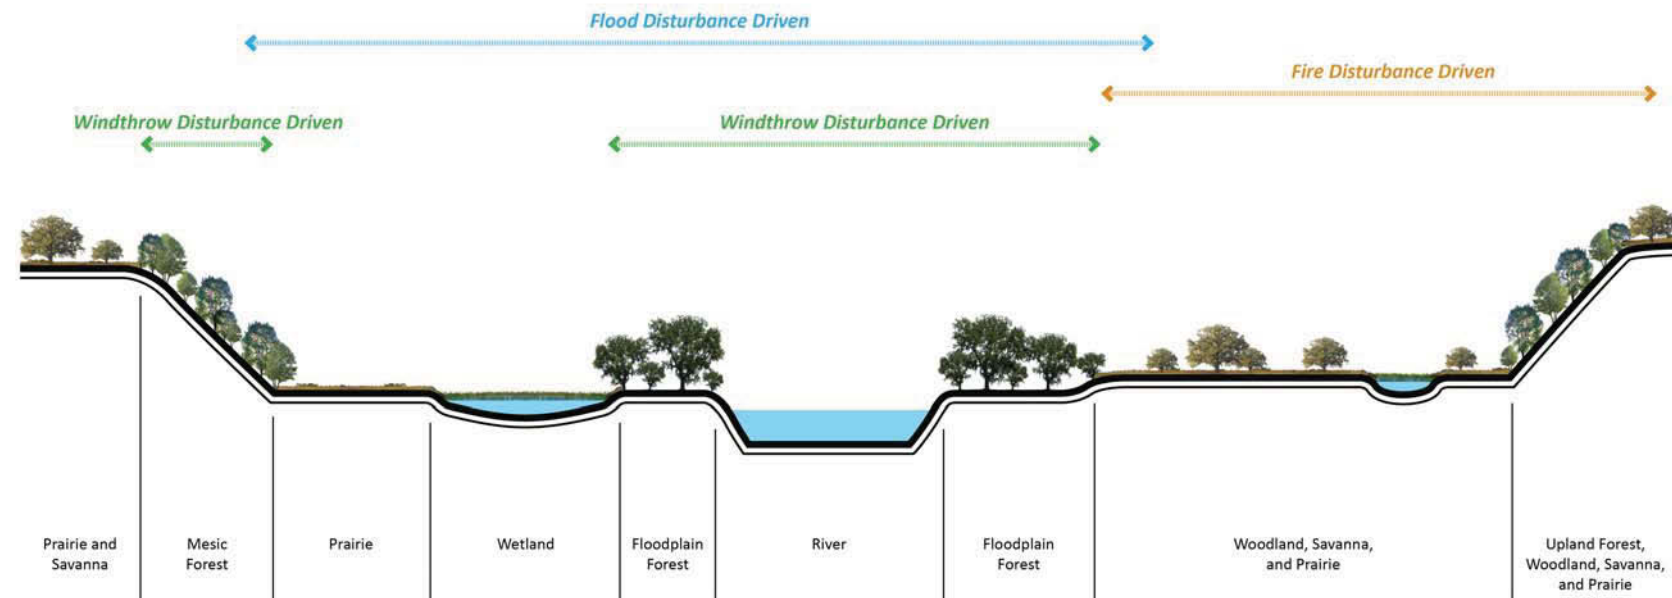 Flood Disturbance Driven
Fire Disturbance Driven
Windthrow Disturbance Driven
Windthrow Disturbance Driven
Prairie and
Savanna
Mesic
Forest
Prairie
Wetland
Floodplain
Forest
River
Floodplain
Forest
Woodland, Savanna,
and Prairie
Upland Forest,
Woodland, Savanna,
and Prairie